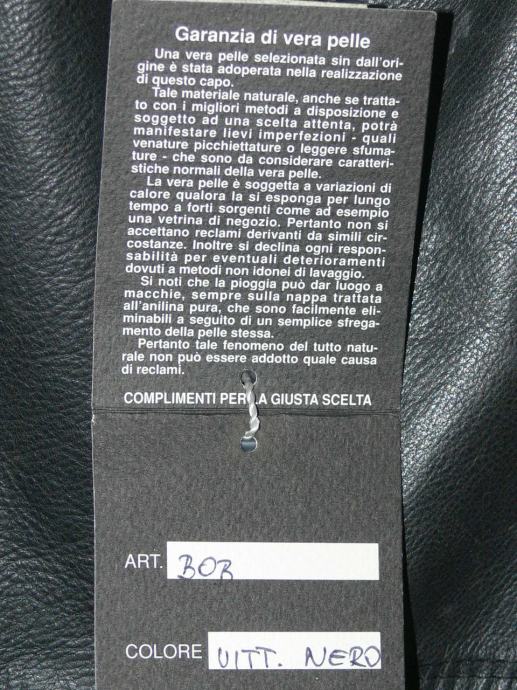 Garanzia di vera pelle
Una vera pelle selezionata sin dall'ori-
gine è stata adoperata nella realizzazione
di questo capo.
Tale materiale naturale, anche se tratta-
to con i migliori metodi a disposizione e
soggetto ad una scelta attenta, potrà
manifestare lievi imperfezioni - quali
venature picchiettature o leggere sfuma-
ture - che sono da considerare caratteri-
stiche normali della vera pelle.
La vera pelle è soggetta a variazioni di
calore qualora la si esponga per lungo
tempo a forti sorgenti come ad esempio
una vetrina di negozio. Pertanto non si
accettano reclami derivanti da simili cir-
costanze. Inoltre si declina ogni respon-
sabilità per eventuali deterioramenti
dovuti a metodi non idonei di lavaggio.
Si noti che la pioggia può dar luogo a
macchie, sempre sulla nappa trattata
all'anilina pura, che sono facilmente eli-
minabili a seguito di un semplice sfrega-
mento della pelle stessa.
Pertanto tale fenomeno del tutto natu-
rale non può essere addotto quale causa
di reclami.
COMPLIMENTI PER LA GIUSTA SCELTA
ART. BOB
COLORE VITT. NERO